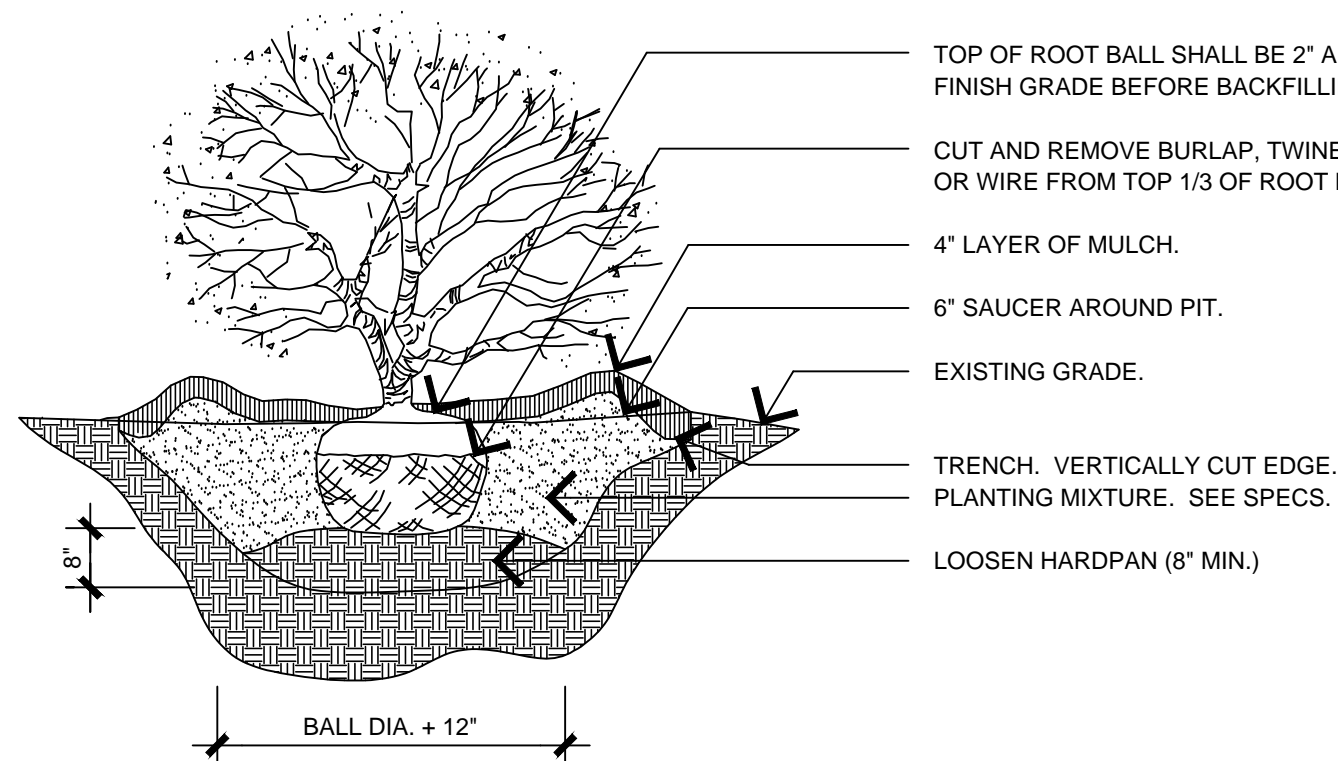 TOP OF ROOT BALL SHALL BE 2" A
FINISH GRADE BEFORE BACKFILLI
CUT AND REMOVE BURLAP, TWINE
OR WIRE FROM TOP 1/3 OF ROOT
4" LAYER OF MULCH.
6" SAUCER AROUND PIT.
EXISTING GRADE.
TRENCH.  VERTICALLY CUT EDGE.
PLANTING MIXTURE.  SEE SPECS.
LOOSEN HARDPAN (8" MIN.)
8"
BALL DIA. + 12"